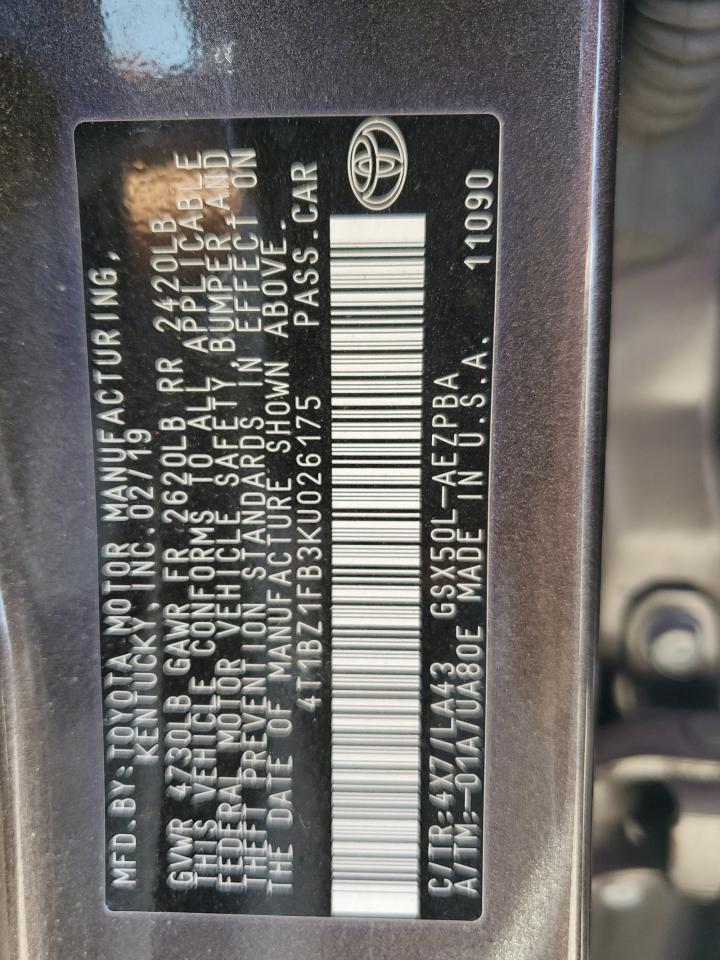 MFD.BY:TOYOTA MOTOR MANUFACTURING,
KENUCKY, INC.02/19
GVWR 4730LB GAWR FR 2620LB RR 2420LB
THIS VEHICLE CONFORMS TO ALL APPLICABLE
FEDERAL MOTOR VEHICLE SAFETY, BUMPER, AND
THEFT PREVENTION STANDARDS IN EFFECT ON
THE DATE OF MANUFACTURE SHOWN ABOVE.
4T1BZ1FB3KU026175 PASS.CAR
C/TR:4X7/LA43 GSX50L-AEZPBA
A/TM:-01A/UA80E MADE IN U.S.A. 11090